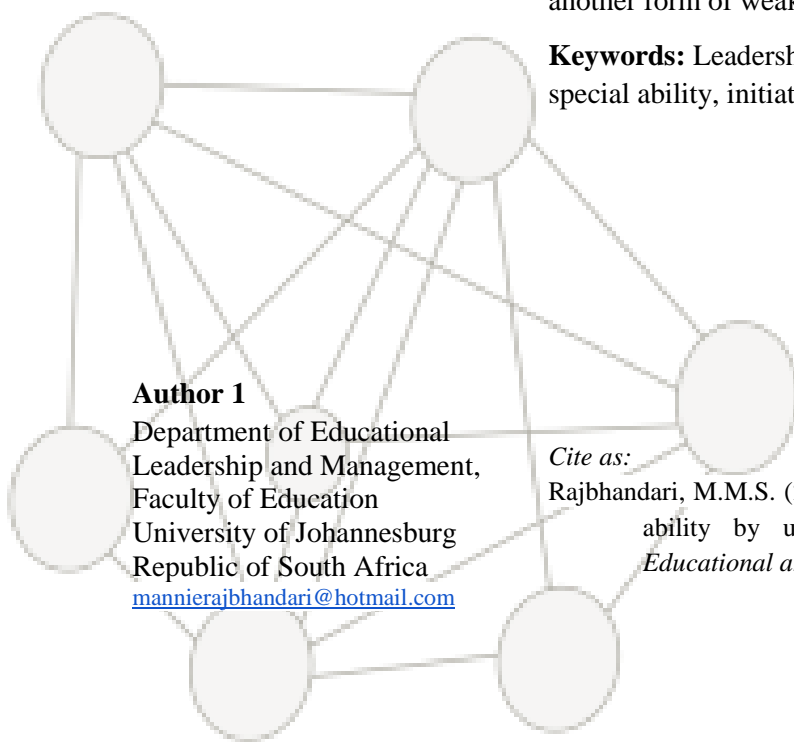 another form of weak
Keywords: Leadersh
special ability, initiat
Author 1
Department of Educational
Leadership and Management,
Faculty of Education
University of Johannesburg
Republic of South Africa
mannierajbhandari@hotmail.com
Cite as:
Rajbhandari, M.M.S. (
ability by u
Educational a